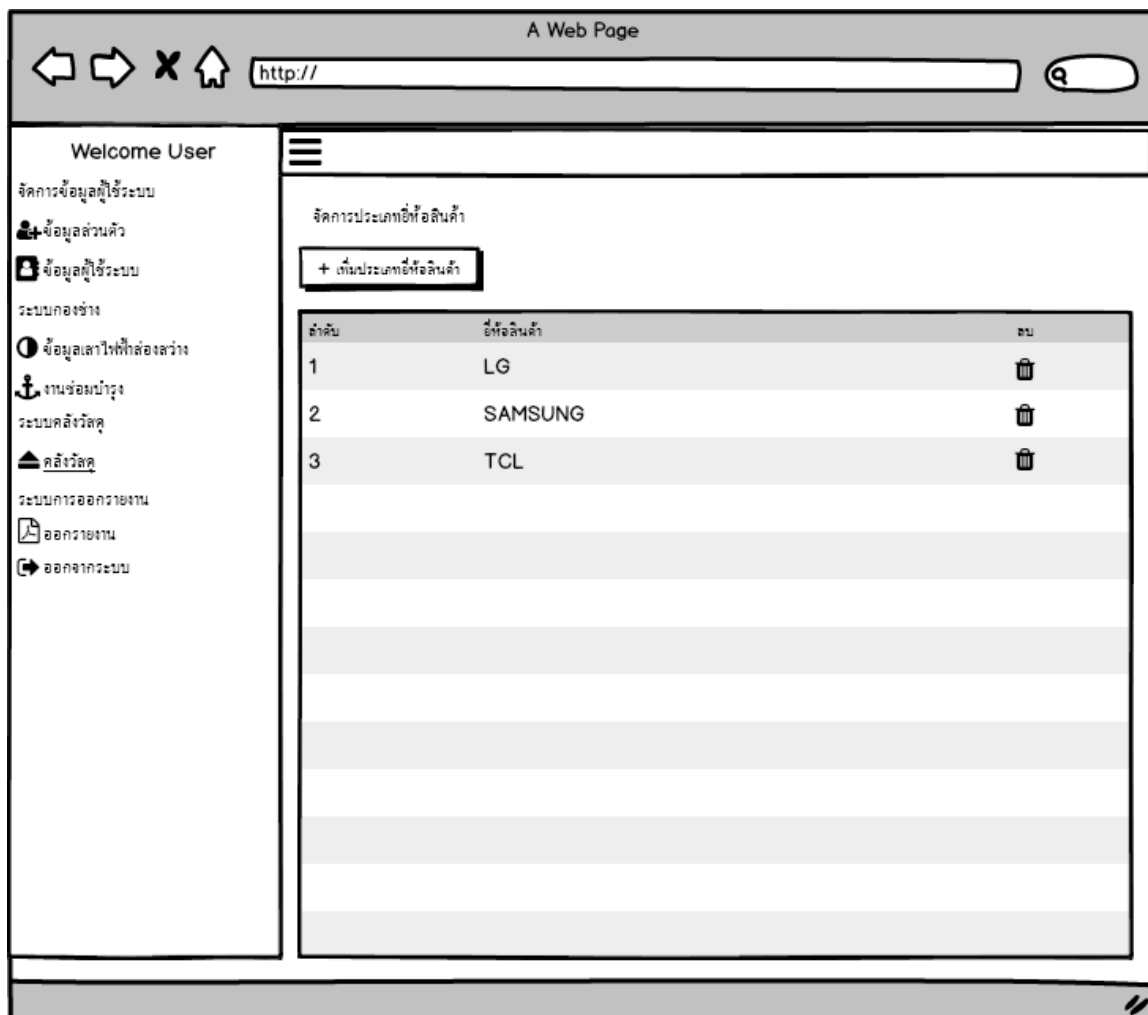 A Web Page
http://
Welcome User
จัดการข้อมูลผู้ใช้ระบบ
ข้อมูลส่วนตัว
ข้อมูลผู้ใช้ระบบ
ระบบกองช่าง
ข้อมูลเสาไฟฟ้าส่องสว่าง
งานซ่อมบำรุง
ระบบคลังวัสดุ
คลังวัสดุ
ระบบการออกรายงาน
ออกรายงาน
ออกจากระบบ
จัดการประเภทยี่ห้อสินค้า
+ เพิ่มประเภทยี่ห้อสินค้า
ลำดับ ยี่ห้อสินค้า ลบ
1 LG
2 SAMSUNG
3 TCL